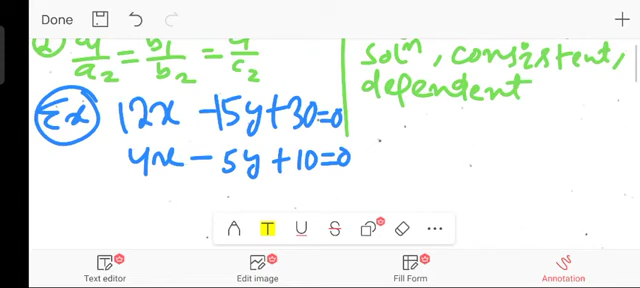 Done
2) a1/a2 = b1/b2 = c1/c2
soln, consistent,
dependent
Ex 12x - 15y + 30 = 0
4x - 5y + 10 = 0
T U S
Text editor Edit image Fill Form Annotation